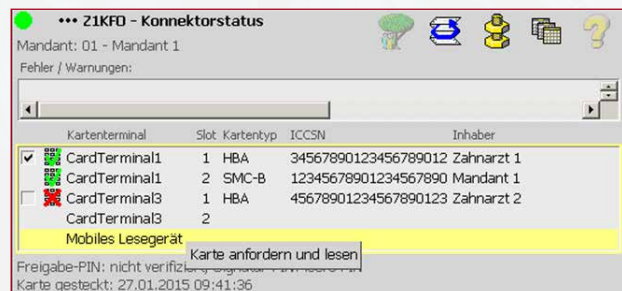 ••• Z1KFO - Konnektorstatus
Mandant: 01 - Mandant 1
Fehler / Warnungen:
Kartenterminal Slot Kartentyp ICCSN Inhaber
CardTerminal1 1 HBA 34567890123456789012 Zahnarzt 1
CardTerminal1 2 SMC-B 12345678901234567890 Mandant 1
CardTerminal3 1 HBA 45678901234567890123 Zahnarzt 2
CardTerminal3 2
Mobiles Lesegerät
Karte anfordern und lesen
Freigabe-PIN: nicht verifiziert,
Karte gesteckt: 27.01.2015 09:41:36